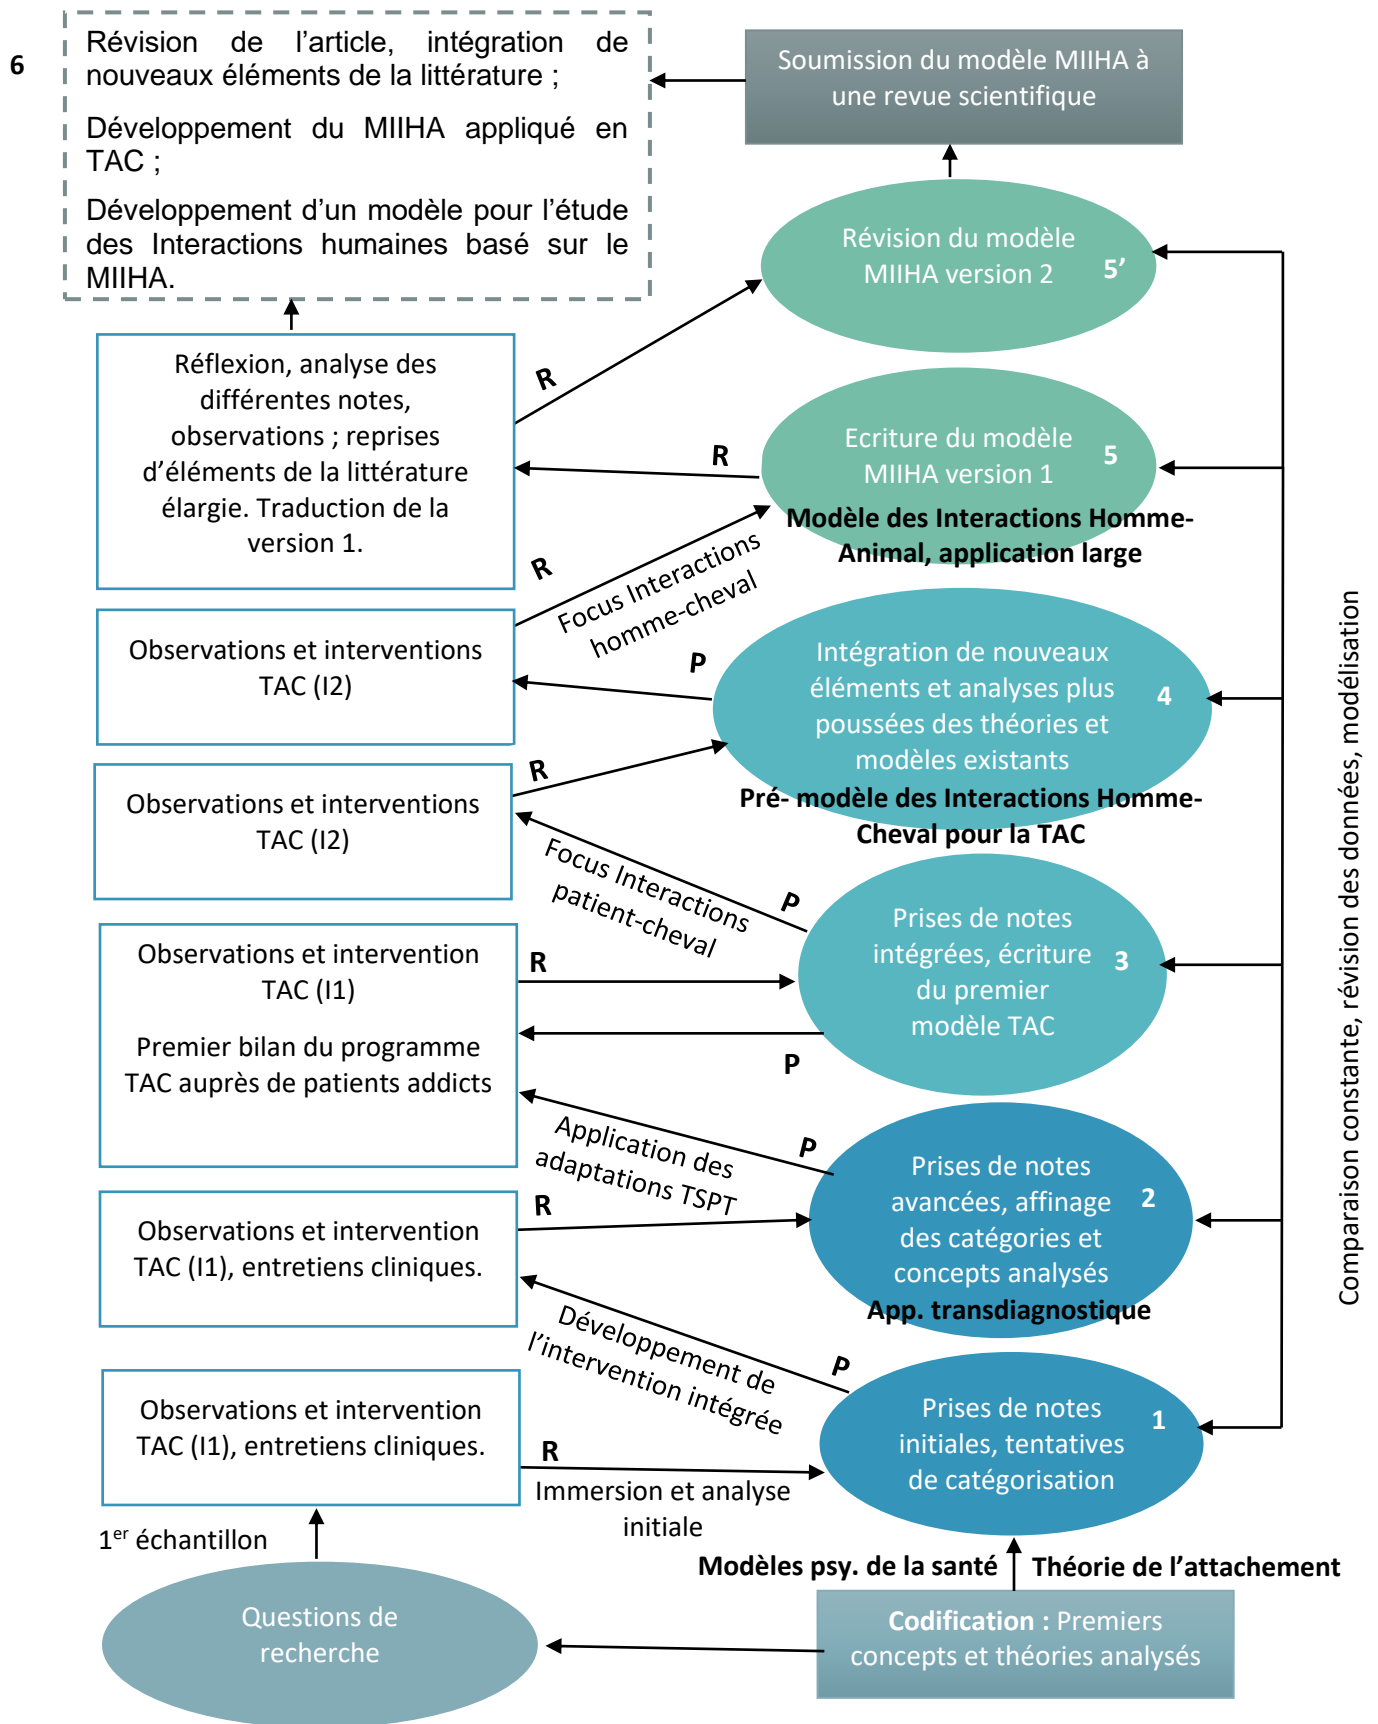 6
Révision de l’article, intégration de
nouveaux éléments de la littérature ;
Développement du MIIHA appliqué en
TAC ;
Développement d’un modèle pour l’étude
des Interactions humaines basé sur le
MIIHA.
Soumission du modèle MIIHA à
une revue scientifique
Révision du modèle
MIIHA version 2
5’
Réflexion, analyse des
différentes notes,
observations ; reprises
d’éléments de la littérature
élargie. Traduction de la
version 1.
R
R
Ecriture du modèle
MIIHA version 1
5
Modèle des Interactions Homme-
Animal, application large
R
Focus Interactions
homme-cheval
Observations et interventions
TAC (I2)
P
Intégration de nouveaux
éléments et analyses plus
poussées des théories et
modèles existants
4
Pré- modèle des Interactions Homme-
Cheval pour la TAC
R
Observations et interventions
TAC (I2)
Focus Interactions
patient-cheval
P
Prises de notes
intégrées, écriture
du premier
modèle TAC
3
Observations et intervention
TAC (I1)
Premier bilan du programme
TAC auprès de patients addicts
R
P
Application des
adaptations TSPT
P
Prises de notes
avancées, affinage
des catégories et
concepts analysés
2
App. transdiagnostique
Observations et intervention
TAC (I1), entretiens cliniques.
R
Développement de
l’intervention intégrée
P
Prises de notes
initiales, tentatives
de catégorisation
1
Observations et intervention
TAC (I1), entretiens cliniques.
R
Immersion et analyse
initiale
1er échantillon
Modèles psy. de la santé
Théorie de l’attachement
Questions de
recherche
Codification : Premiers
concepts et théories analysés
Comparaison constante, révision des données, modélisation